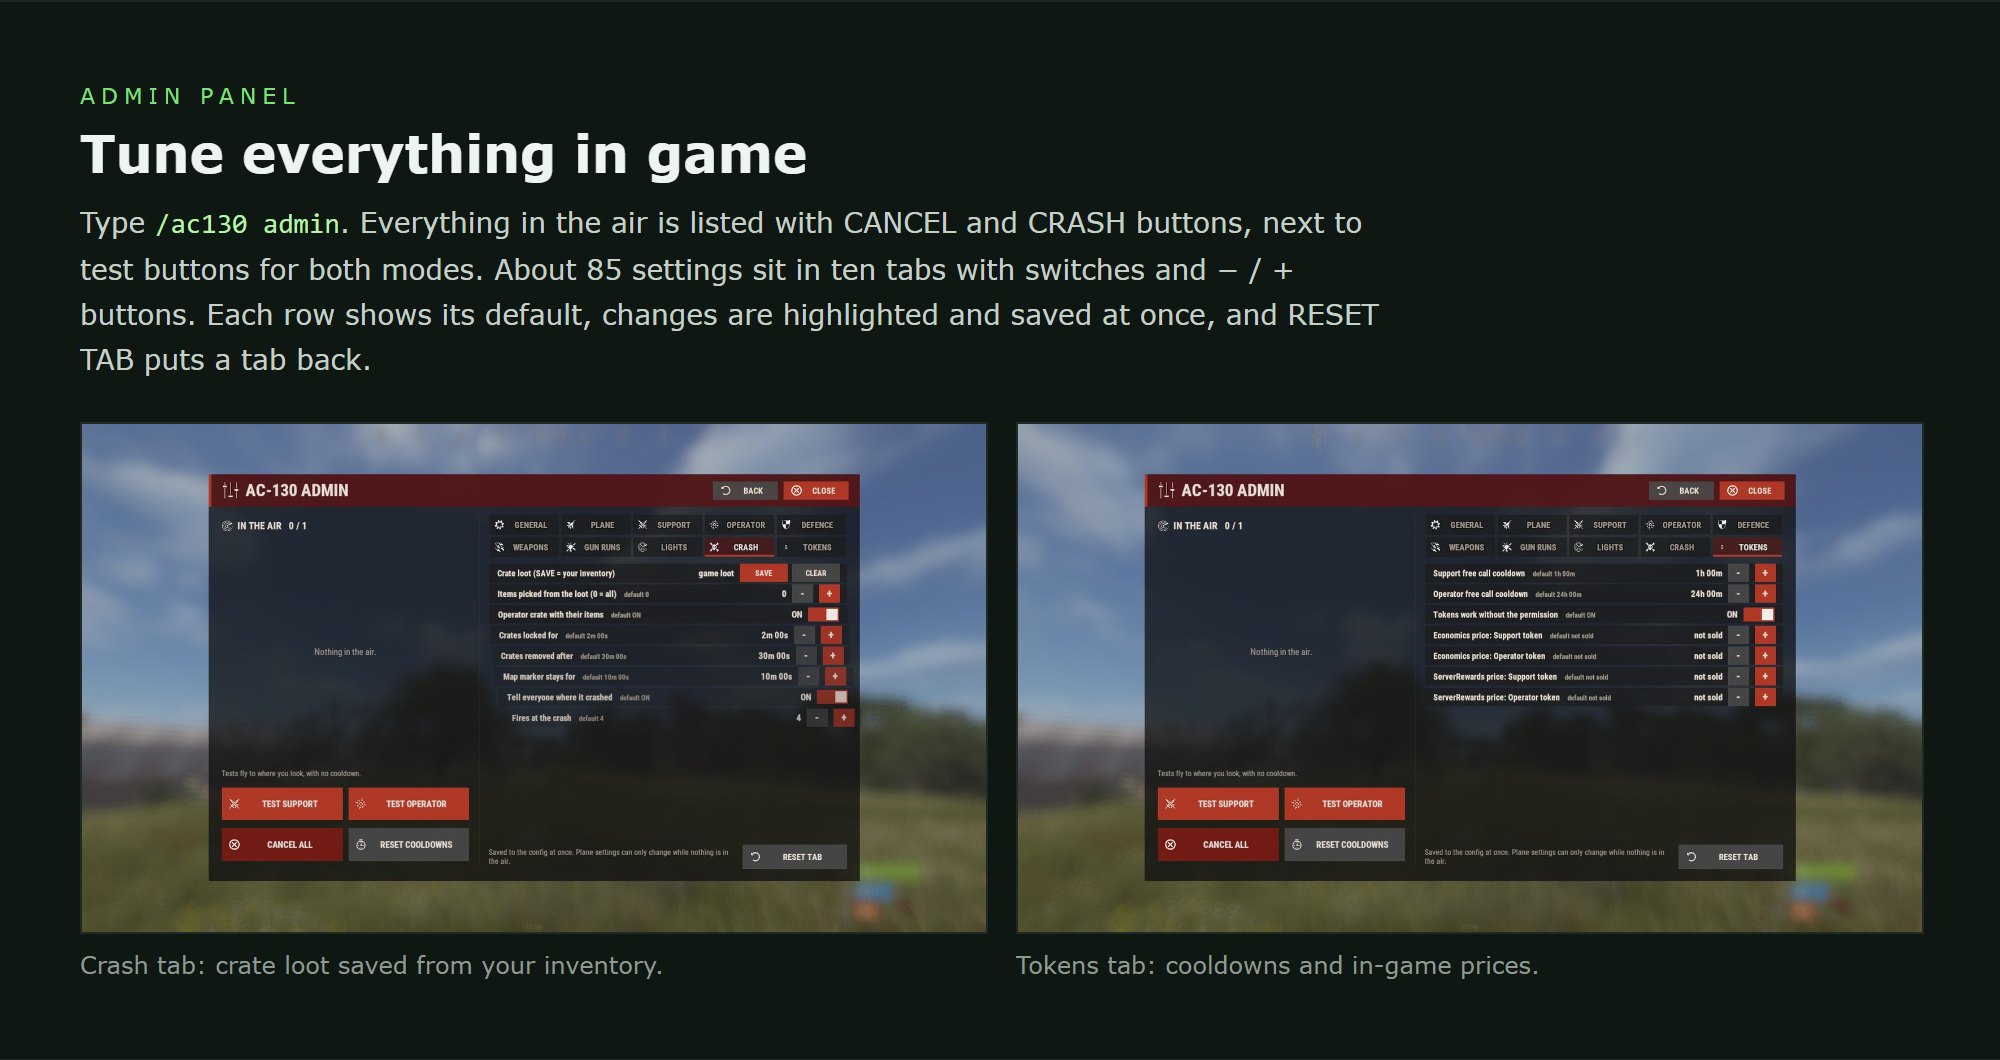 ADMIN PANEL
Tune everything in game
Type /ac130 admin. Everything in the air is listed with CANCEL and CRASH buttons, next to
test buttons for both modes. About 85 settings sit in ten tabs with switches and − / +
buttons. Each row shows its default, changes are highlighted and saved at once, and RESET
TAB puts a tab back.
AC-130 ADMIN BACK CLOSE
IN THE AIR 0 / 1
GENERAL PLANE SUPPORT OPERATOR DEFENCE
WEAPONS GUN RUNS LIGHTS CRASH TOKENS
Crate loot (SAVE = your inventory) game loot SAVE CLEAR
Items picked from the loot (0 = all) default 0 0 - +
Operator crate with their items default ON ON
Crates locked for default 2m 00s 2m 00s - +
Crates removed after default 30m 00s 30m 00s - +
Map marker stays for default 10m 00s 10m 00s - +
Tell everyone where it crashed default ON ON
Fires at the crash default 4 4 - +
Nothing in the air.
Tests fly to where you look, with no cooldown.
TEST SUPPORT TEST OPERATOR
CANCEL ALL RESET COOLDOWNS
Saved to the config at once. Plane settings can only change while nothing is in
the air.
RESET TAB
Crash tab: crate loot saved from your inventory.
AC-130 ADMIN BACK CLOSE
IN THE AIR 0 / 1
GENERAL PLANE SUPPORT OPERATOR DEFENCE
WEAPONS GUN RUNS LIGHTS CRASH TOKENS
Support free call cooldown default 1h 00m 1h 00m - +
Operator free call cooldown default 24h 00m 24h 00m - +
Tokens work without the permission default ON ON
Economics price: Support token default not sold not sold - +
Economics price: Operator token default not sold not sold - +
ServerRewards price: Support token default not sold not sold - +
ServerRewards price: Operator token default not sold not sold - +
Nothing in the air.
Tests fly to where you look, with no cooldown.
TEST SUPPORT TEST OPERATOR
CANCEL ALL RESET COOLDOWNS
Saved to the config at once. Plane settings can only change while nothing is in
the air.
RESET TAB
Tokens tab: cooldowns and in-game prices.